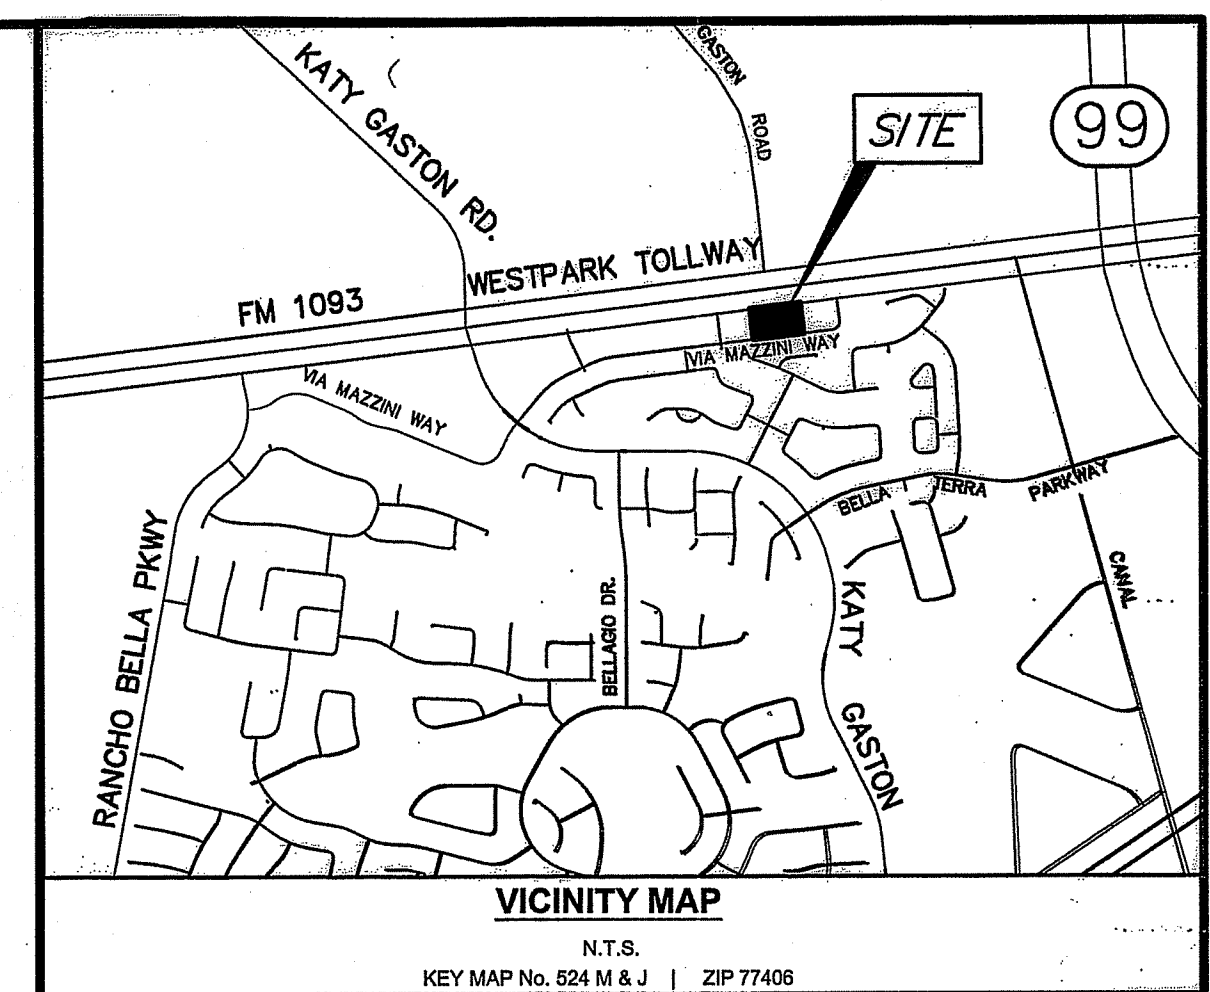 KATY GASTON RD.
GASTON ROAD
SITE
99
WESTPARK TOLLWAY
FM 1093
VIA MAZZINI WAY
VIA MAZZINI WAY
BELLA TERRA PARKWAY
RANCHO BELLA PKWY
BELLAGIO DR.
KATY GASTON
CANAL
VICINITY MAP
N.T.S.
KEY MAP No. 524 M & J | ZIP 77406